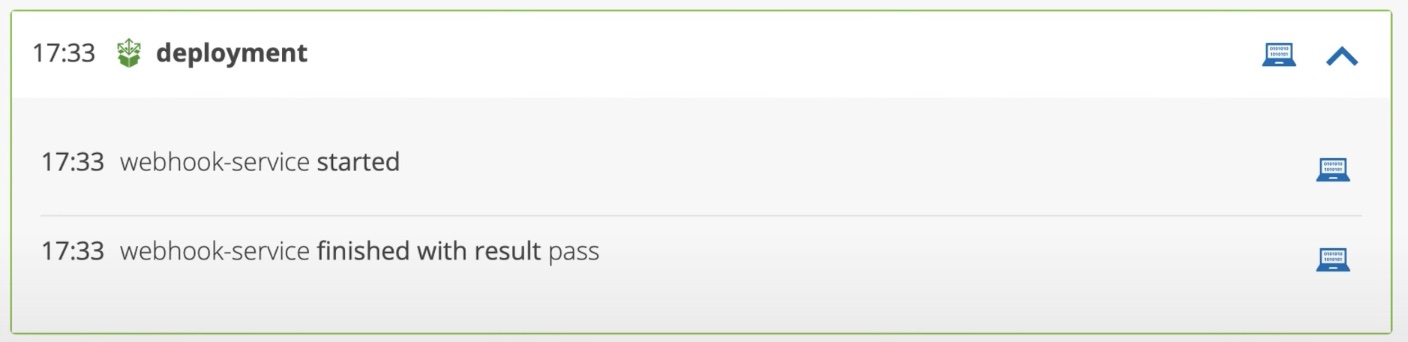 17:33 deployment
17:33 webhook-service started
17:33 webhook-service finished with result pass